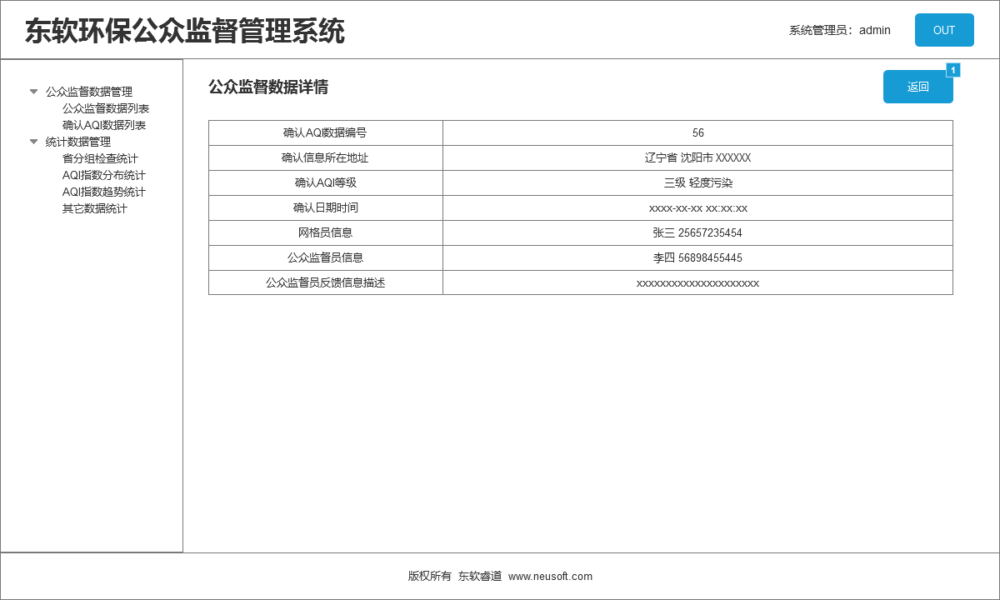 东软环保公众监督管理系统
系统管理员：admin
OUT
公众监督数据管理
公众监督数据列表
确认AQI数据列表
统计数据管理
省分组检查统计
AQI指数分布统计
AQI指数趋势统计
其它数据统计
公众监督数据详情
返回
1
确认AQI数据编号 56
确认信息所在地址 辽宁省 沈阳市 XXXXXX
确认AQI等级 三级 轻度污染
确认日期时间 xxxx-xx-xx xx:xx:xx
网格员信息 张三 25657235454
公众监督员信息 李四 56898455445
公众监督员反馈信息描述 xxxxxxxxxxxxxxxxxxxxx
版权所有 东软睿道 www.neusoft.com